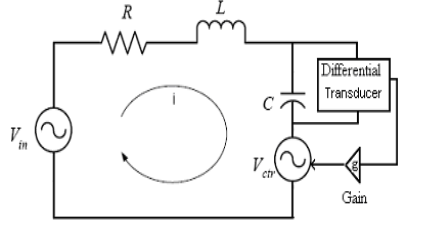 R
L
Differential
Transducer
C
i
V_in
V_ctr
g
Gain